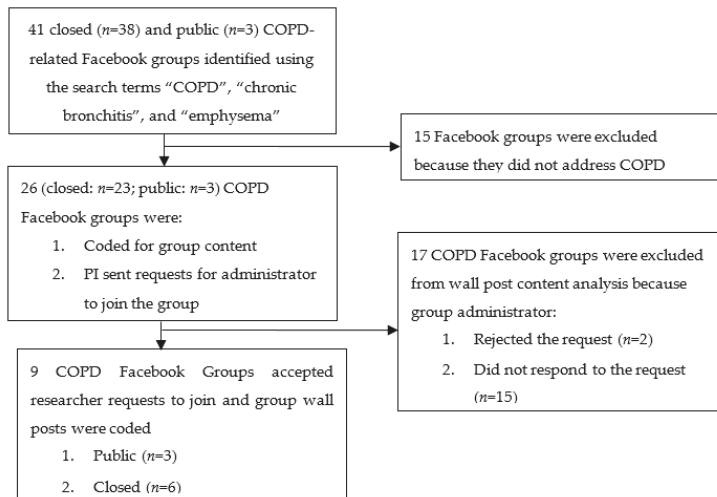 41 closed (n=38) and public (n=3) COPD-
related Facebook groups identified using
the search terms “COPD”, “chronic
bronchitis”, and “emphysema”
15 Facebook groups were excluded
because they did not address COPD
26 (closed: n=23; public: n=3) COPD
Facebook groups were:
1. Coded for group content
2. PI sent requests for administrator
to join the group
17 COPD Facebook groups were excluded
from wall post content analysis because
group administrator:
1. Rejected the request (n=2)
2. Did not respond to the request
(n=15)
9 COPD Facebook Groups accepted
researcher requests to join and group wall
posts were coded
1. Public (n=3)
2. Closed (n=6)